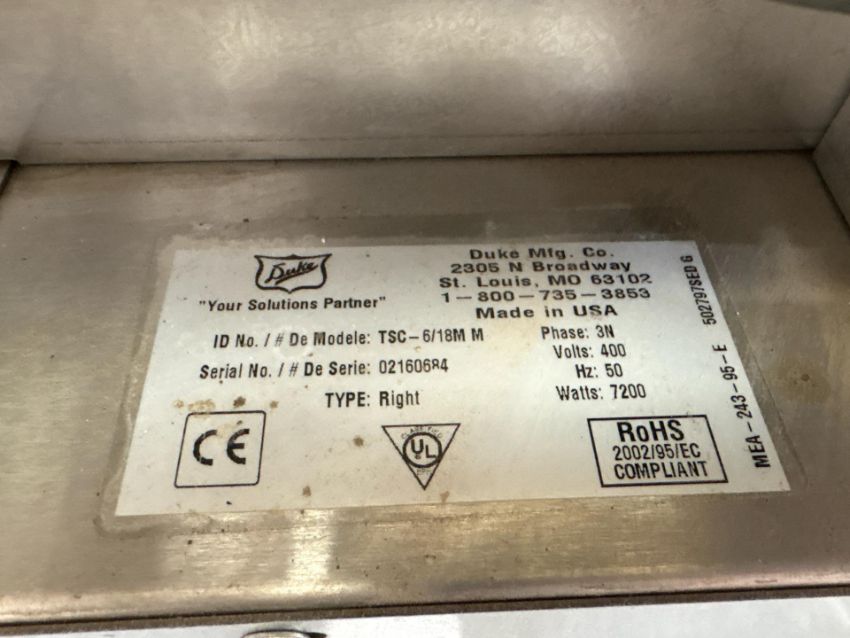 Duke
"Your Solutions Partner"
Duke Mfg. Co.
2305 N Broadway
St. Louis, MO 63102
1-800-735-3853
Made in USA
ID No. / # De Modele: TSC-6/18M M
Serial No. / # De Serie: 02160684
TYPE: Right
Phase: 3N
Volts: 400
Hz: 50
Watts: 7200
CE
UL
RoHS
2002/95/EC
COMPLIANT
MEA-243-95-E 502797SED G